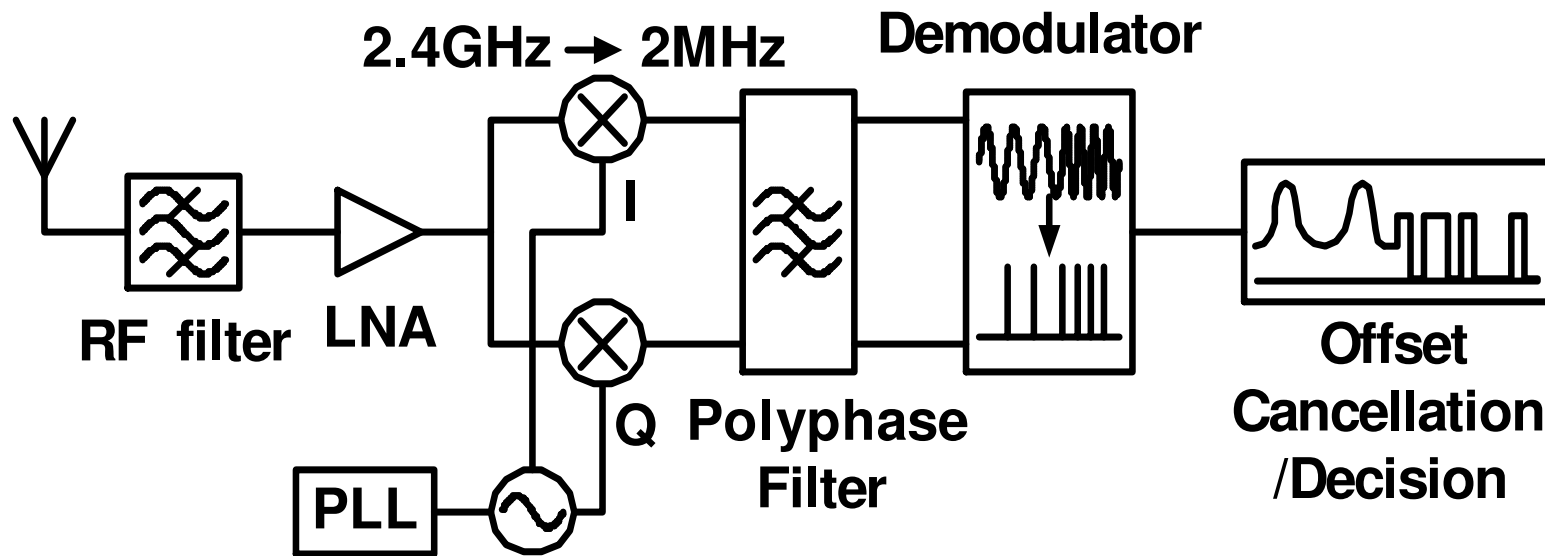 2.4GHz → 2MHz
Demodulator
I
RF filter
LNA
Q
Polyphase
Filter
PLL
Offset
Cancellation
/Decision